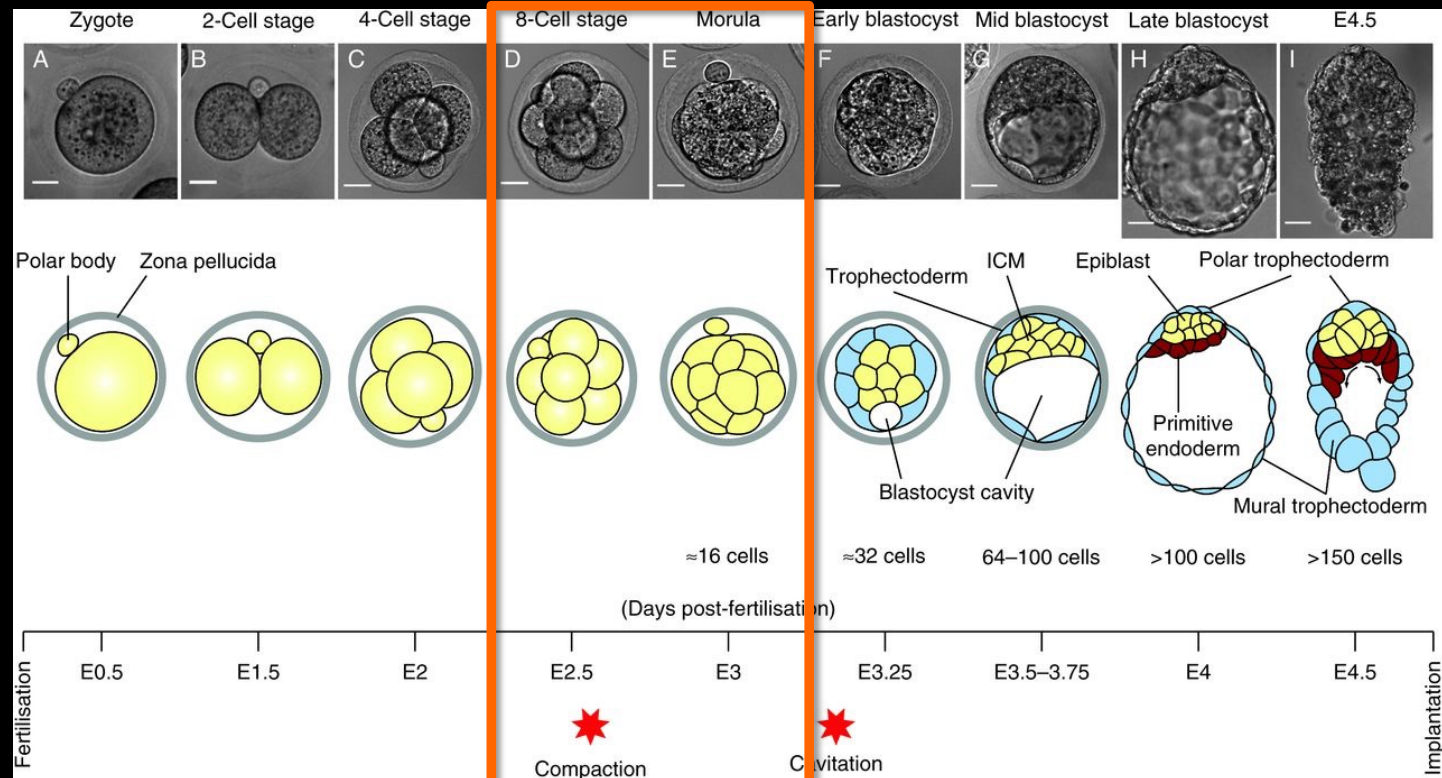 Zygote
2-Cell stage
4-Cell stage
8-Cell stage
Morula
Early blastocyst
Mid blastocyst
Late blastocyst
E4.5
A
B
C
D
E
F
G
H
I
Polar body
Zona pellucida
Trophectoderm
ICM
Epiblast
Polar trophectoderm
Primitive
endoderm
Blastocyst cavity
Mural trophectoderm
≈16 cells
≈32 cells
64–100 cells
>100 cells
>150 cells
(Days post-fertilisation)
Fertilisation
E0.5
E1.5
E2
E2.5
E3
E3.25
E3.5–3.75
E4
E4.5
Implantation
Compaction
Cavitation